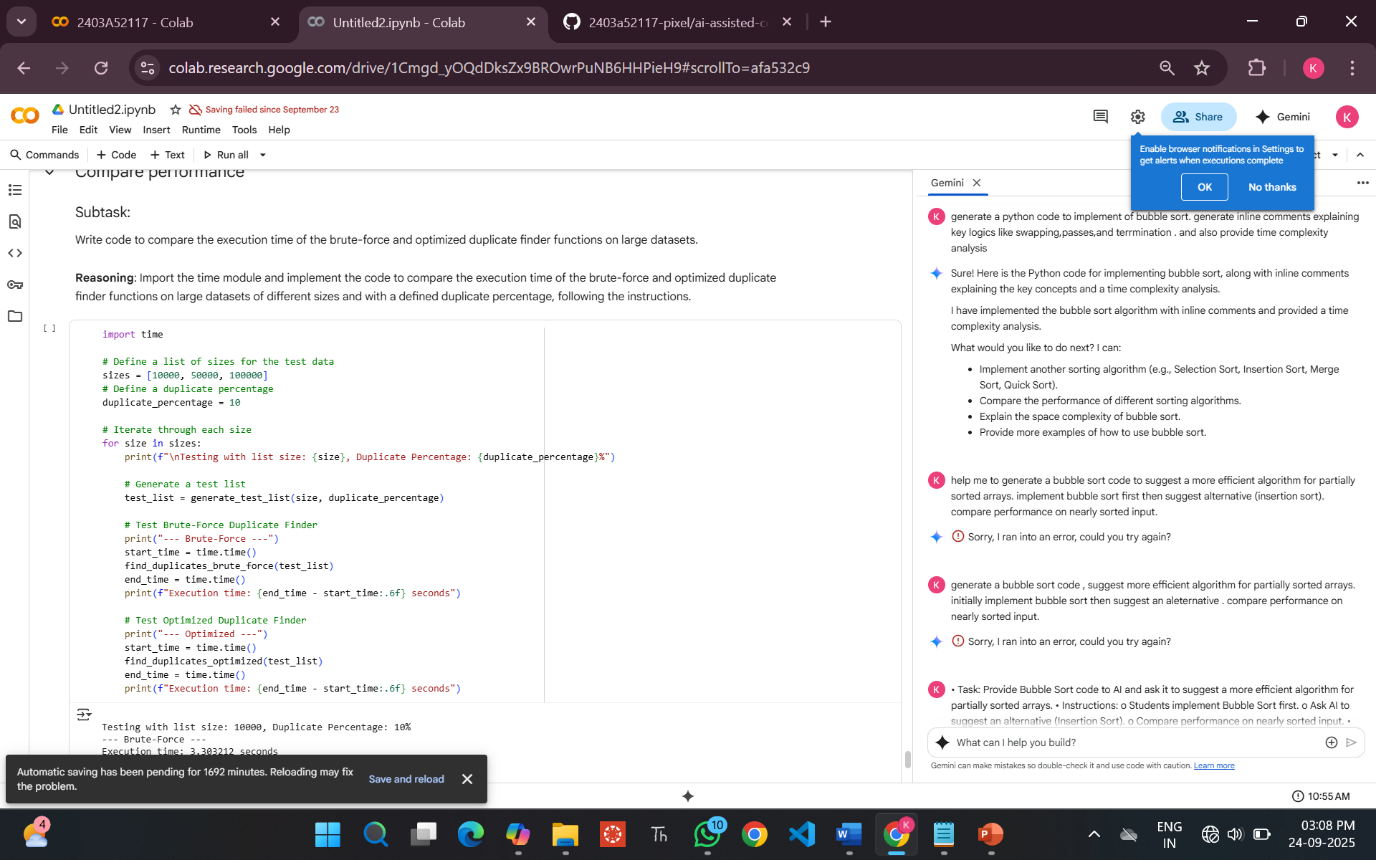 2403A52117 - Colab
Untitled2.ipynb - Colab
2403a52117-pixel/ai-assisted-c
colab.research.google.com/drive/1Cmgd_yOQdDksZx9BROwrPuNB6HHPieH9#scrollTo=afa532c9
K
Untitled2.ipynb
Saving failed since September 23
File Edit View Insert Runtime Tools Help
Share
Gemini
K
Commands + Code + Text Run all
Enable browser notifications in Settings to
get alerts when executions complete
OK No thanks
Compare performance
Subtask:
Write code to compare the execution time of the brute-force and optimized duplicate finder functions on large datasets.
Reasoning: Import the time module and implement the code to compare the execution time of the brute-force and optimized duplicate
finder functions on large datasets of different sizes and with a defined duplicate percentage, following the instructions.
[ ]
import time
# Define a list of sizes for the test data
sizes = [10000, 50000, 100000]
# Define a duplicate percentage
duplicate_percentage = 10
# Iterate through each size
for size in sizes:
print(f"\nTesting with list size: {size}, Duplicate Percentage: {duplicate_percentage}%")
# Generate a test list
test_list = generate_test_list(size, duplicate_percentage)
# Test Brute-Force Duplicate Finder
print("--- Brute-Force ---")
start_time = time.time()
find_duplicates_brute_force(test_list)
end_time = time.time()
print(f"Execution time: {end_time - start_time:.6f} seconds")
# Test Optimized Duplicate Finder
print("--- Optimized ---")
start_time = time.time()
find_duplicates_optimized(test_list)
end_time = time.time()
print(f"Execution time: {end_time - start_time:.6f} seconds")
Testing with list size: 10000, Duplicate Percentage: 10%
--- Brute-Force ---
Execution time: 3.303212 seconds
Gemini
K
generate a python code to implement of bubble sort. generate inline comments explaining
key logics like swapping,passes,and terrmination . and also provide time complexity
analysis
Sure! Here is the Python code for implementing bubble sort, along with inline comments
explaining the key concepts and a time complexity analysis.
I have implemented the bubble sort algorithm with inline comments and provided a time
complexity analysis.
What would you like to do next? I can:
• Implement another sorting algorithm (e.g., Selection Sort, Insertion Sort, Merge
Sort, Quick Sort).
• Compare the performance of different sorting algorithms.
• Explain the space complexity of bubble sort.
• Provide more examples of how to use bubble sort.
K
help me to generate a bubble sort code to suggest a more efficient algorithm for partially
sorted arrays. implement bubble sort first then suggest alternative (insertion sort).
compare performance on nearly sorted input.
Sorry, I ran into an error, could you try again?
K
generate a bubble sort code , suggest more efficient algorithm for partially sorted arrays.
initially implement bubble sort then suggest an aleternative . compare performance on
nearly sorted input.
Sorry, I ran into an error, could you try again?
K
• Task: Provide Bubble Sort code to AI and ask it to suggest a more efficient algorithm for
partially sorted arrays. • Instructions: o Students implement Bubble Sort first. o Ask AI to
suggest an alternative (Insertion Sort). o Compare performance on nearly sorted input. •
What can I help you build?
Gemini can make mistakes so double-check it and use code with caution. Learn more
Automatic saving has been pending for 1692 minutes. Reloading may fix
the problem.
Save and reload
10:55 AM
4
Th
10
K
ENG
IN
03:08 PM
24-09-2025